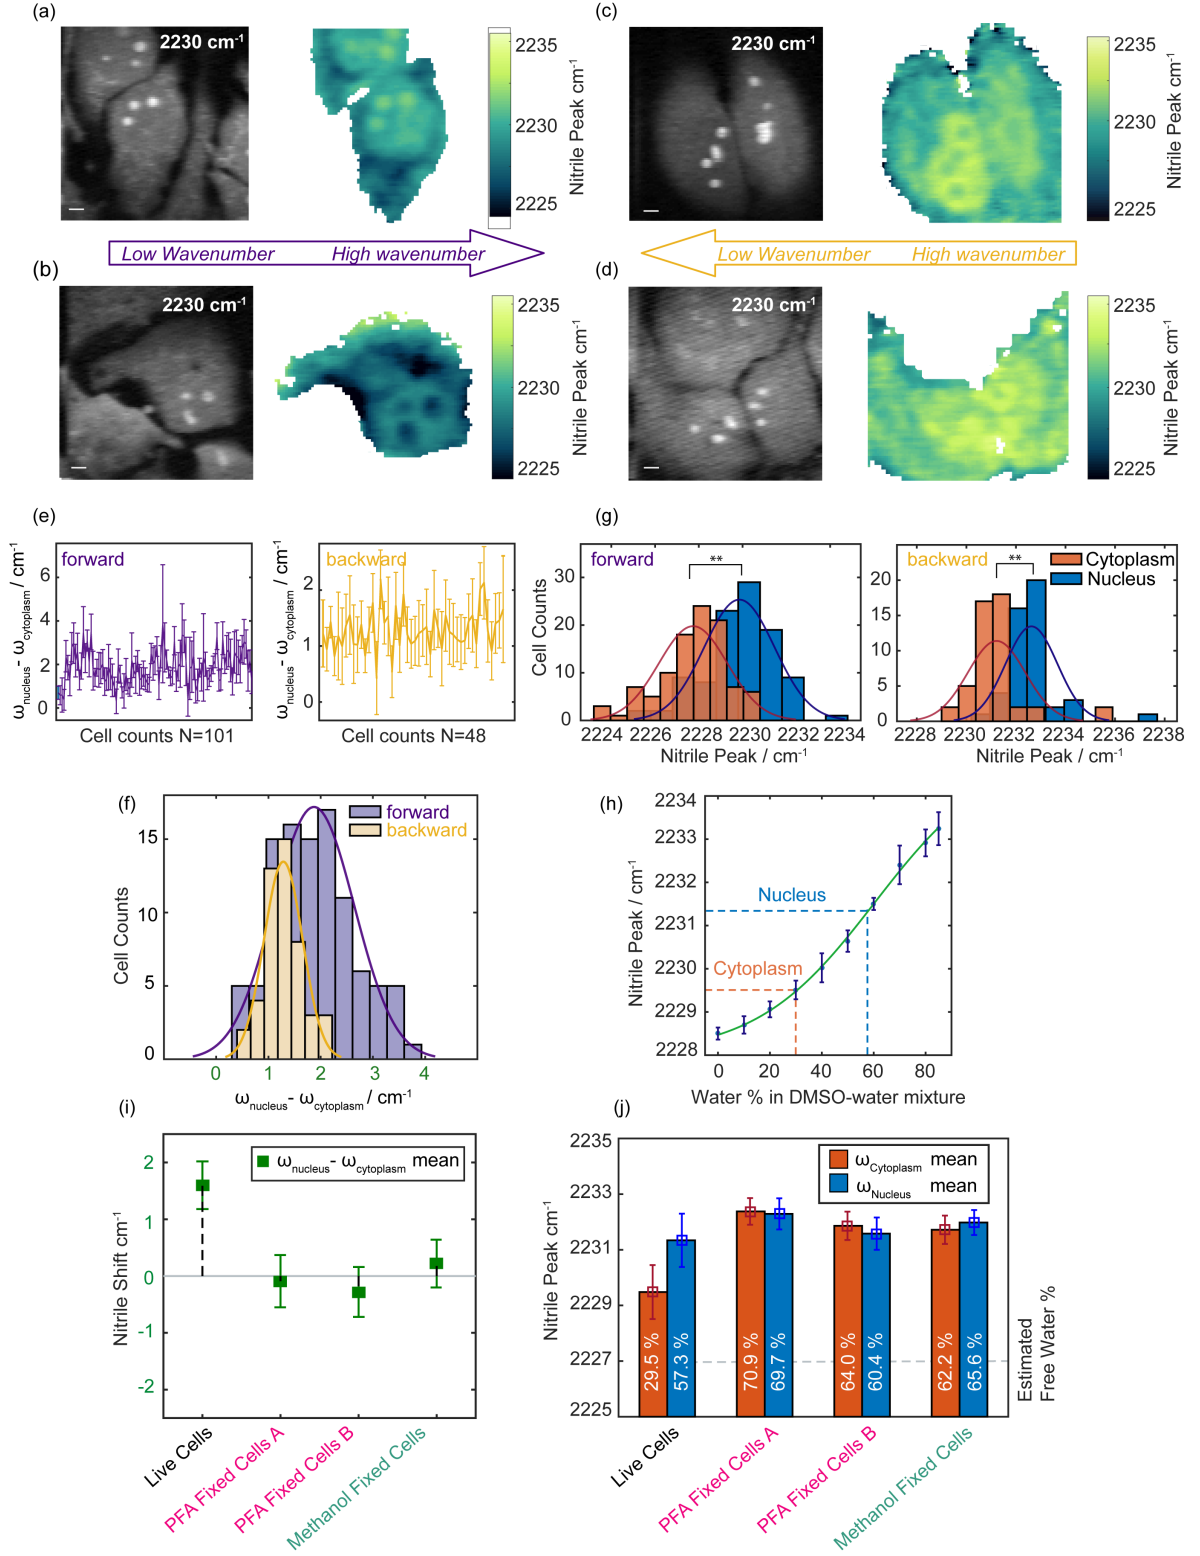 (a)
2230 cm-1
2235
2230
2225
Nitrile Peak cm-1
(c)
2230 cm-1
2235
2230
2225
Nitrile Peak cm-1
Low Wavenumber High wavenumber
Low Wavenumber High wavenumber
(b)
2230 cm-1
2235
2230
2225
Nitrile Peak cm-1
(d)
2230 cm-1
2235
2230
2225
Nitrile Peak cm-1
(e)
forward
6
4
2
0
ωnucleus- ωcytoplasm / cm-1
Cell counts N=101
backward
2
1
0
ωnucleus- ωcytoplasm / cm-1
Cell counts N=48
(g)
forward
**
30
20
10
0
Cell Counts
2224 2226 2228 2230 2232 2234
Nitrile Peak / cm-1
backward
**
Cytoplasm
Nucleus
20
15
10
5
0
2228 2230 2232 2234 2236 2238
Nitrile Peak / cm-1
(f)
forward
backward
15
10
5
0
Cell Counts
0 1 2 3 4
ωnucleus- ωcytoplasm / cm-1
(h)
2234
2233
2232
2231
2230
2229
2228
Nitrile Peak / cm-1
Nucleus
Cytoplasm
0 20 40 60 80
Water % in DMSO-water mixture
(i)
ωnucleus- ωcytoplasm mean
2
1
0
-1
-2
Nitrile Shift cm-1
Live Cells
PFA Fixed Cells A
PFA Fixed Cells B
Methanol Fixed Cells
(j)
ωCytoplasm mean
ωNucleus mean
2235
2233
2231
2229
2227
2225
Nitrile Peak cm-1
29.5 %
57.3 %
70.9 %
69.7 %
64.0 %
60.4 %
62.2 %
65.6 %
Estimated
Free Water %
Live Cells
PFA Fixed Cells A
PFA Fixed Cells B
Methanol Fixed Cells